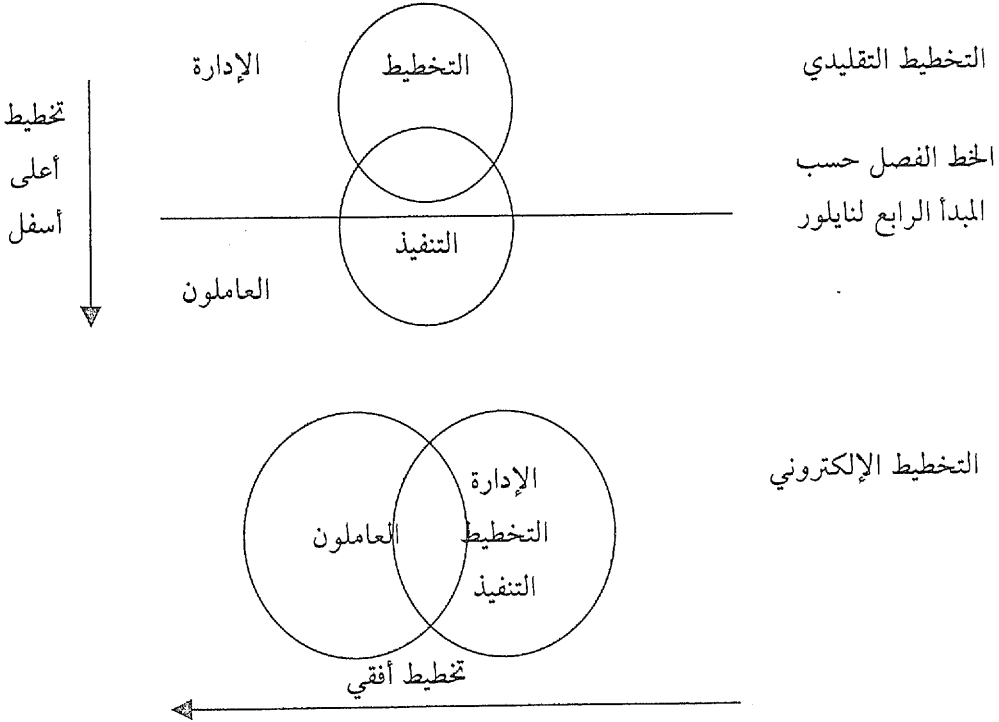 التخطيط التقليدي
التخطيط
الإدارة
الخط الفصل حسب
المبدأ الرابع لنايلور
التنفيذ
العاملون
تخطيط
أعلى
أسفل
التخطيط الإلكتروني
الإدارة
التخطيط
التنفيذ
العاملون
تخطيط أفقي